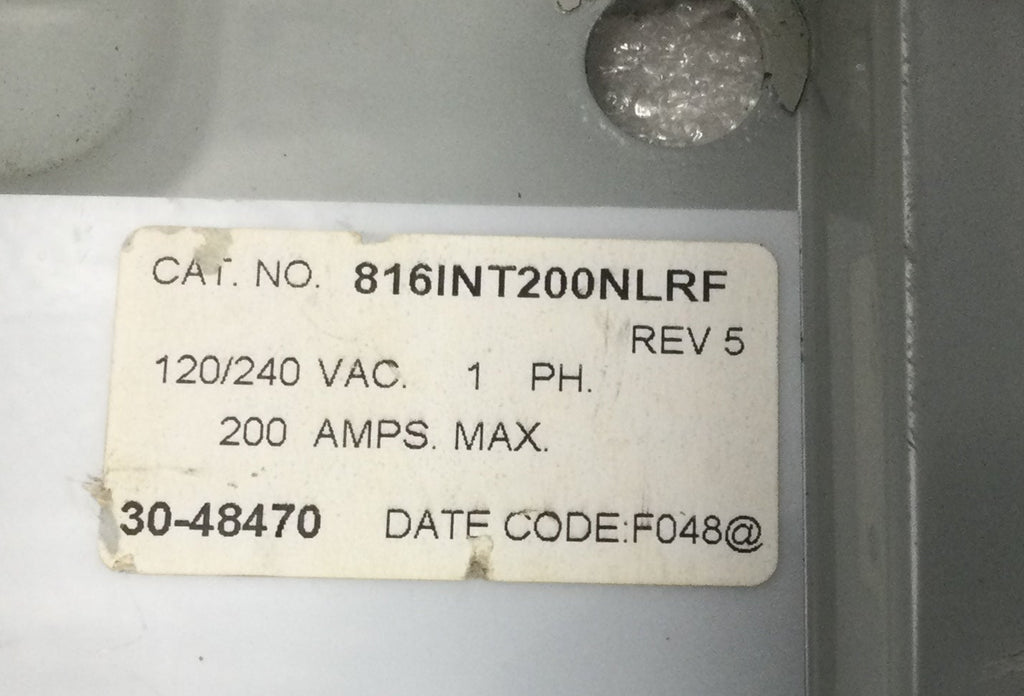 CAT. NO. 816INT200NLRF
REV 5
120/240 VAC. 1 PH.
200 AMPS. MAX.
30-48470 DATE CODE:F048@